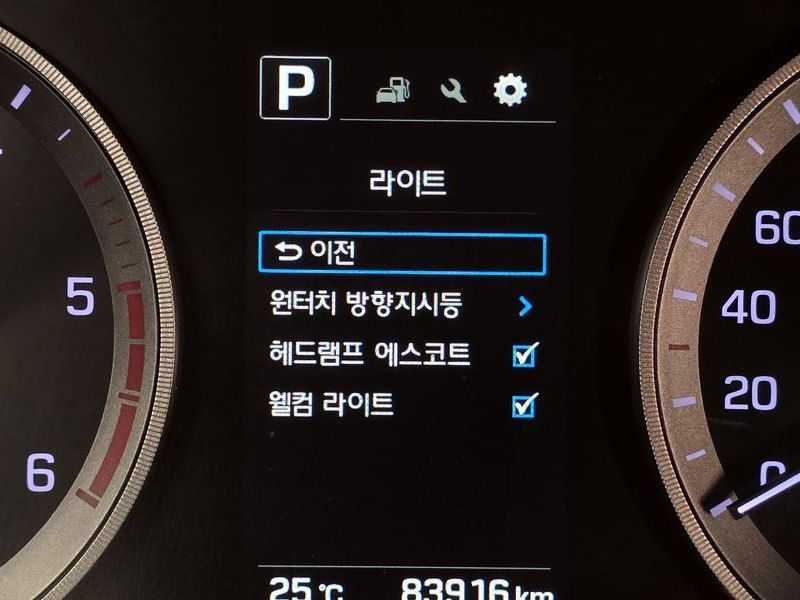 P
라이트
이전
원터치 방향지시등
헤드램프 에스코트
웰컴 라이트
25℃ 83916 km
5
6
60
40
20
0